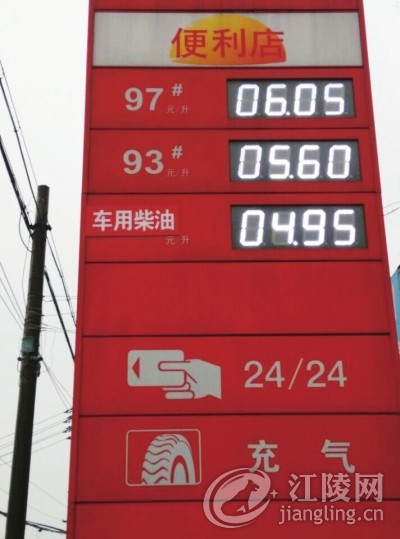 便利店
97# 元/升 06.05
93# 元/升 05.60
车用柴油 元/升 04.95
24/24
充气
江陵网
jiangling.cn